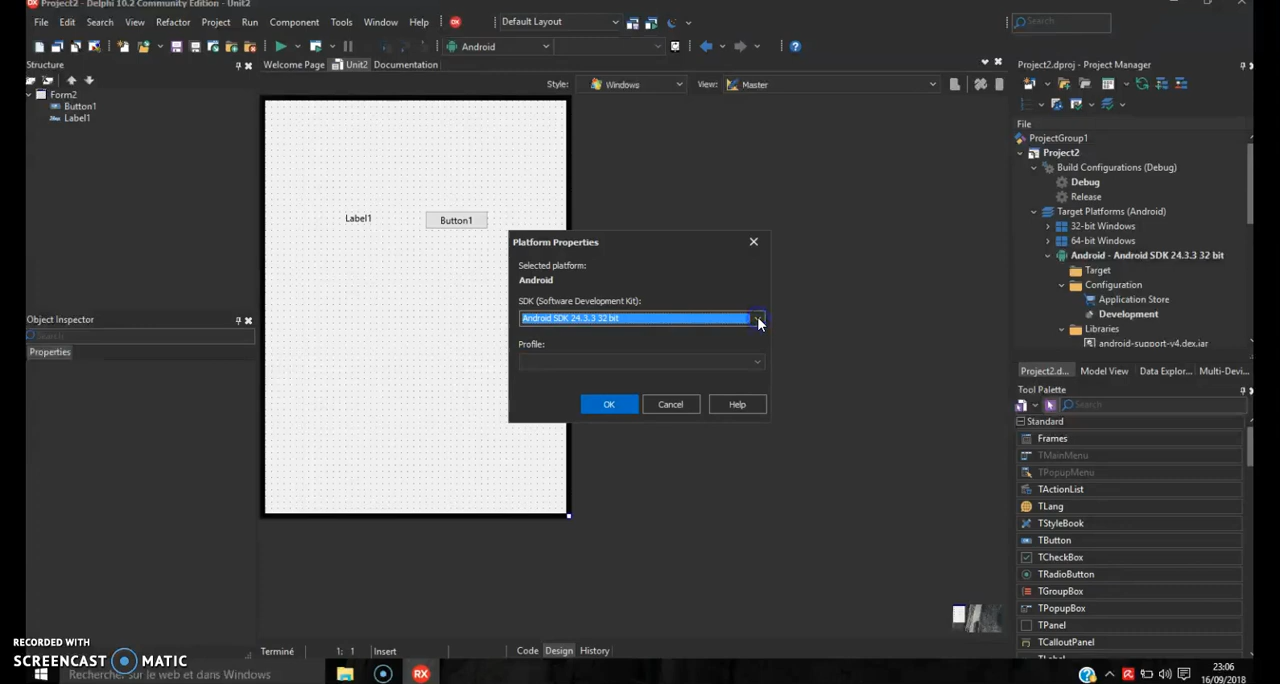 Project2 - Delphi 10.2 Community Edition - Unit2
File Edit Search View Refactor Project Run Component Tools Window Help
Default Layout
Search
Android
Structure
Welcome Page Unit2 Documentation
Project2.dproj - Project Manager
Style: Windows View: Master
Form2
Button1
Label1
File
ProjectGroup1
Project2
Build Configurations (Debug)
Debug
Release
Target Platforms (Android)
32-bit Windows
64-bit Windows
Android - Android SDK 24.3.3 32 bit
Target
Configuration
Application Store
Development
Libraries
android-support-v4.dex.jar
Label1
Button1
Platform Properties
Selected platform:
Android
SDK (Software Development Kit):
Android SDK 24.3.3 32 bit
Profile:
OK Cancel Help
Object Inspector
Search
Properties
Project2.d... Model View Data Explor... Multi-Devi...
Tool Palette
Search
Standard
Frames
TMainMenu
TPopupMenu
TActionList
TLang
TStyleBook
TButton
TCheckBox
TRadioButton
TGroupBox
TPopupBox
TPanel
TCalloutPanel
TLabel
Terminé 1: 1 Insert Code Design History
RECORDED WITH
SCREENCAST MATIC
Rechercher sur le web et dans Windows
RX
23:06
16/09/2018